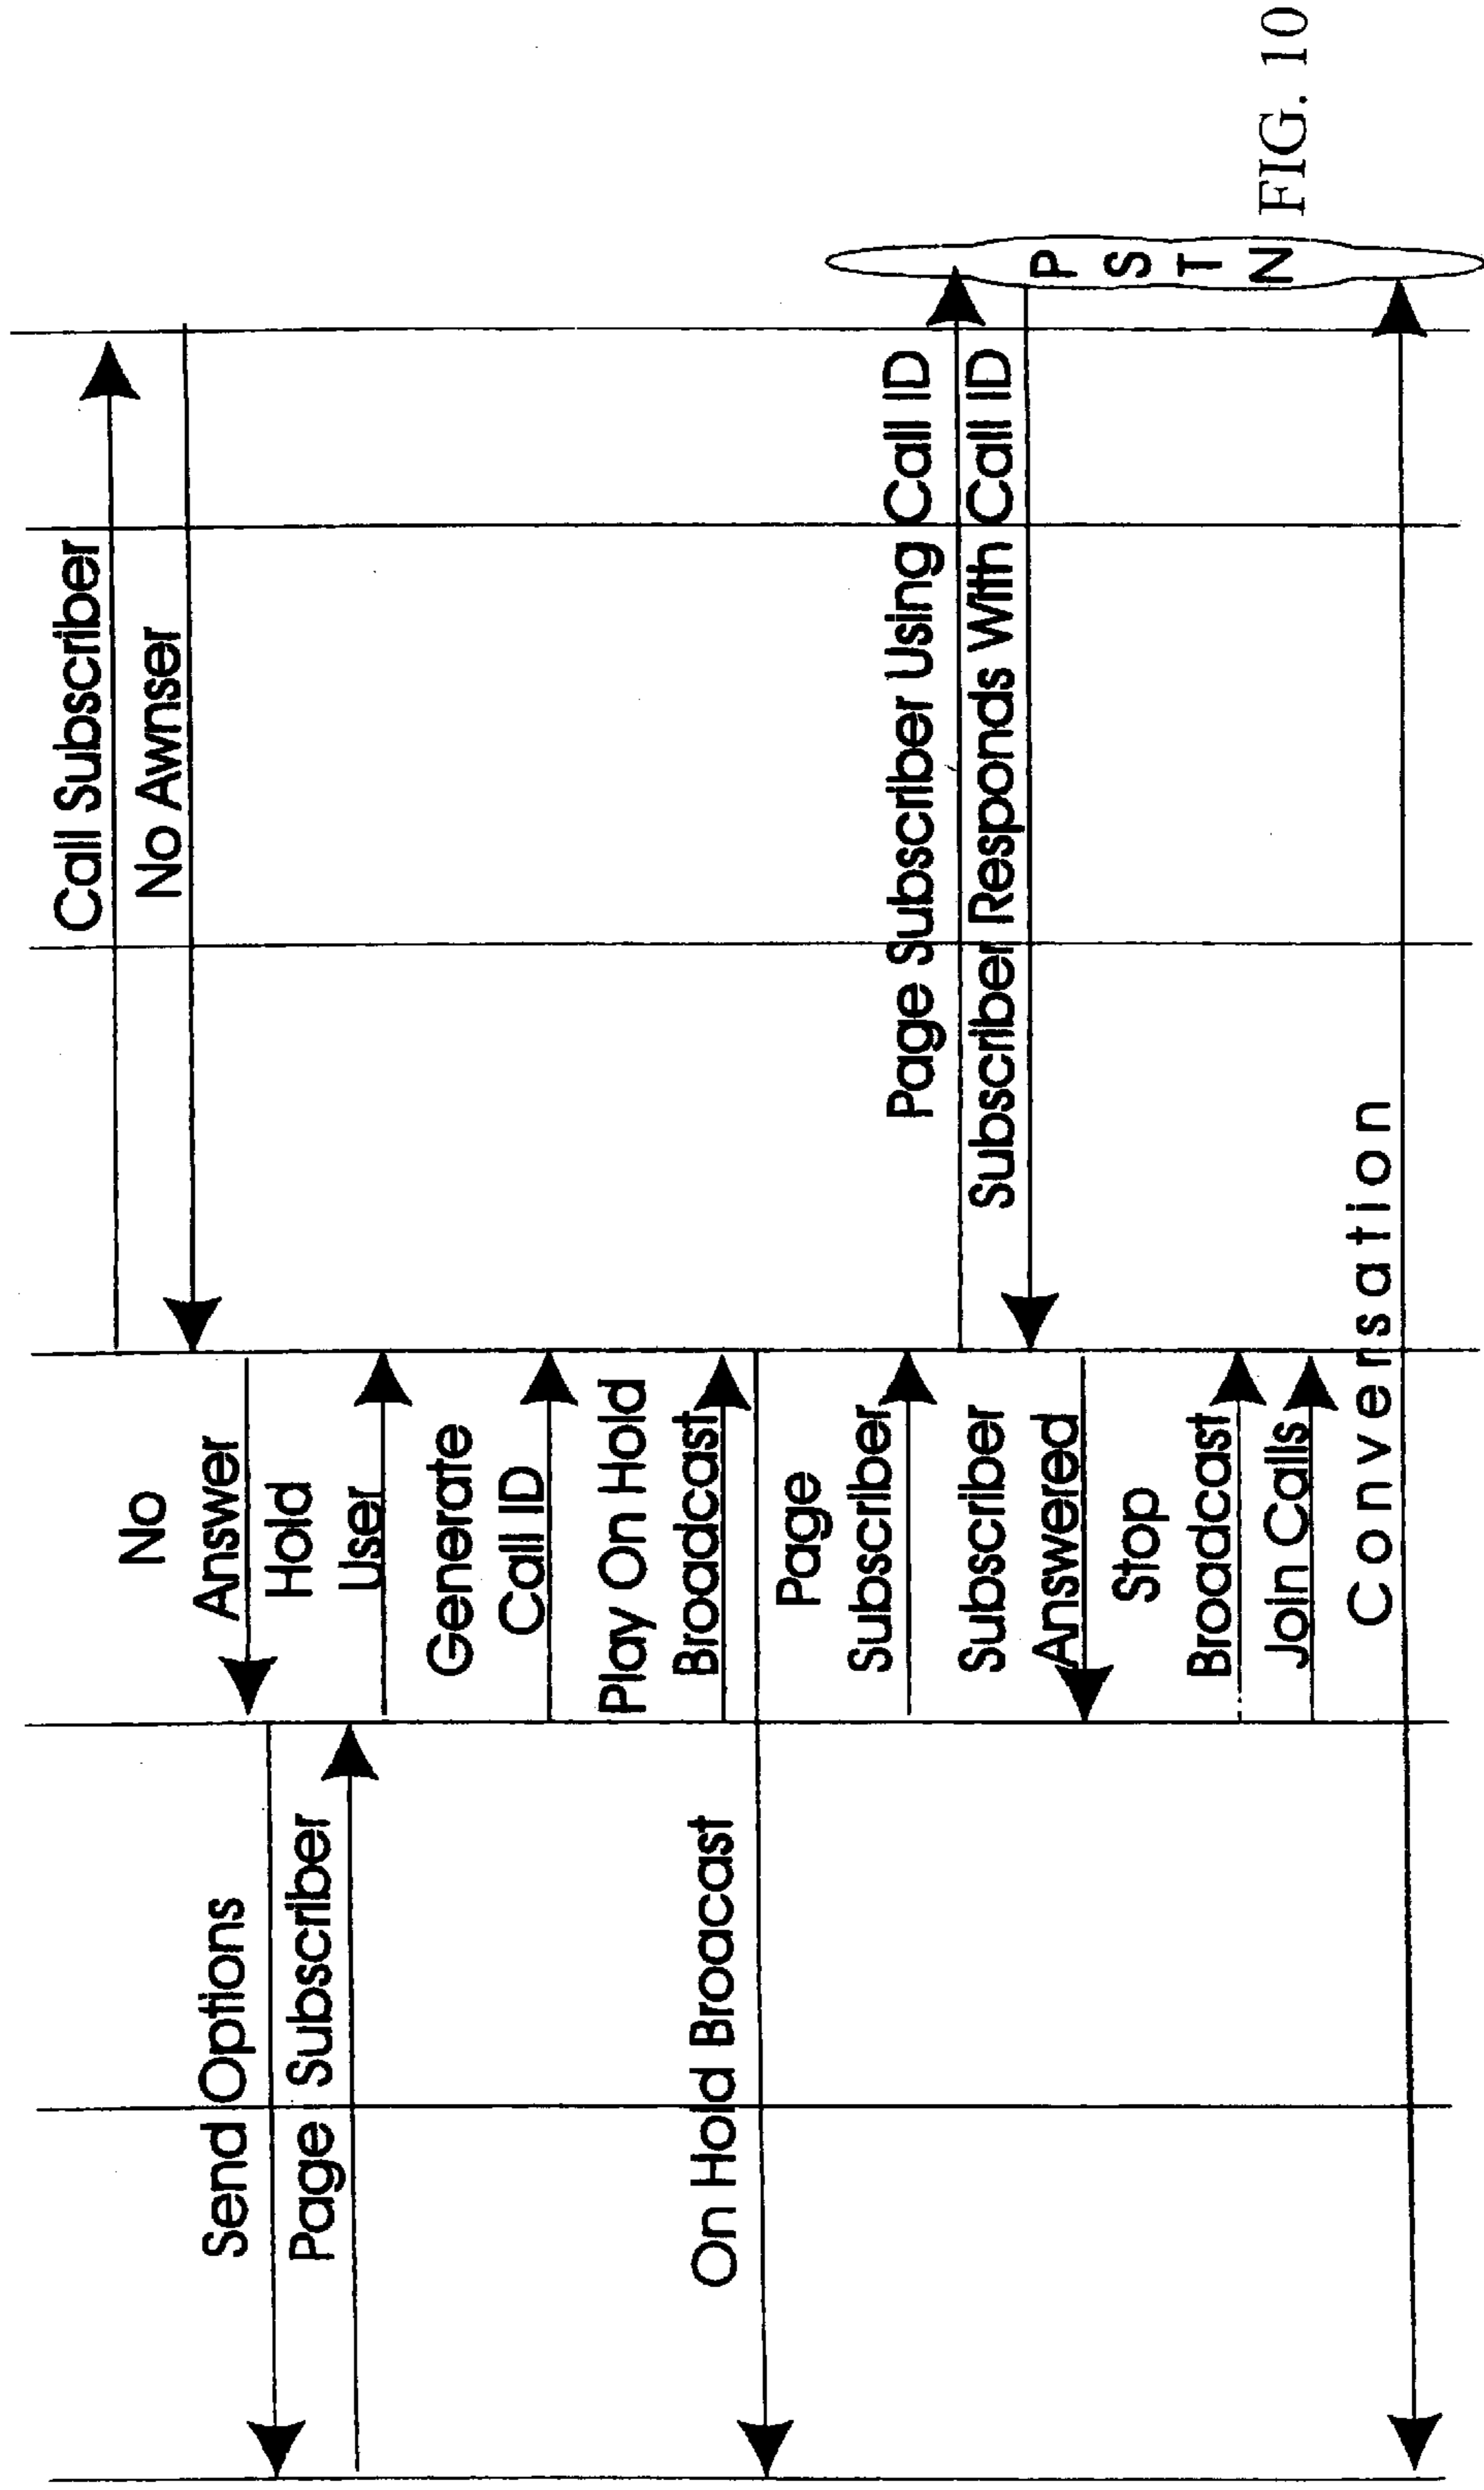 Call Subscriber
No Awnser
No
Answer
Send Options
Hold
User
Page Subscriber
Generate
Call ID
Play On Hold
Broadcast
On Hold Broacast
Page
Subscriber
Page Subscriber Using Call ID
Subscriber Responds With Call ID
Subscriber
Answered
Stop
Broadcast
Join Calls
Conversation
P
S
T
N
FIG. 10